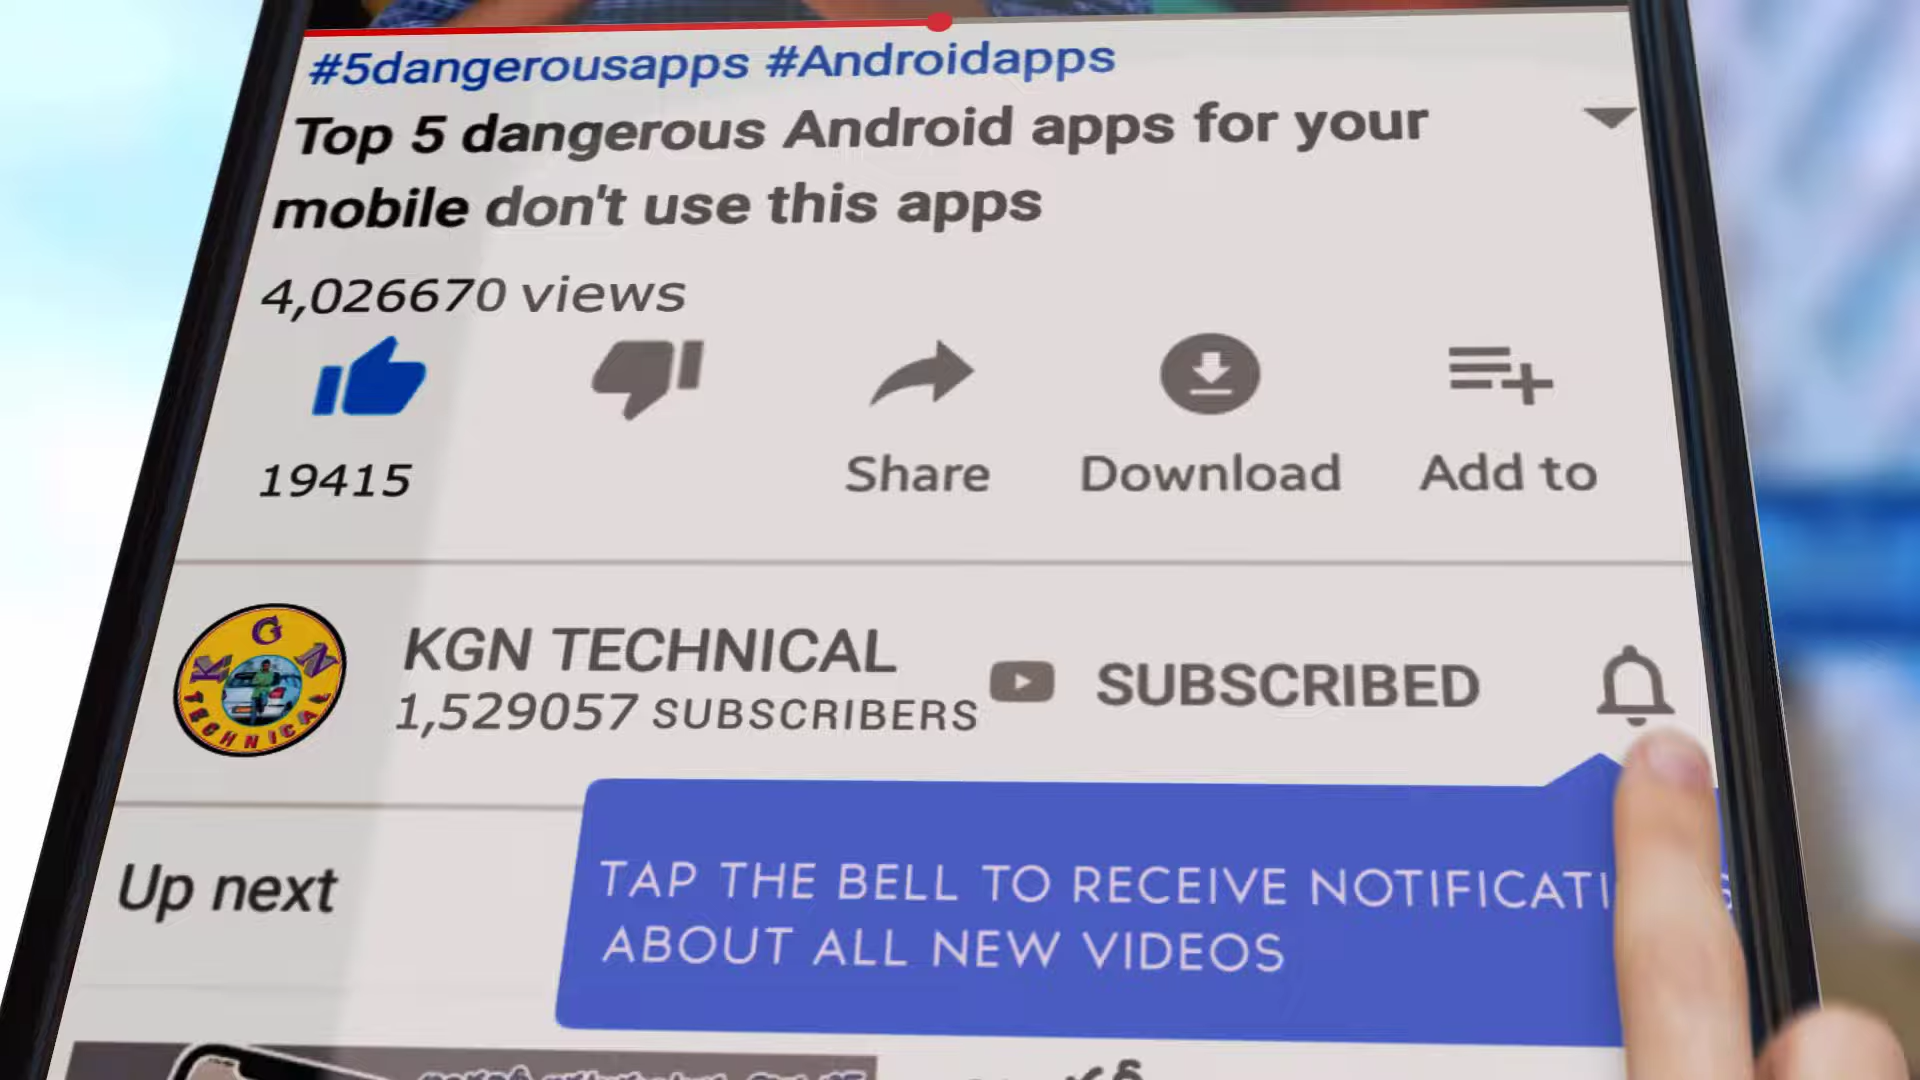 #5dangerousapps #Androidapps
Top 5 dangerous Android apps for your
mobile don't use this apps
4,026670 views
19415
Share Download Add to
KGN TECHNICAL
1,529057 SUBSCRIBERS
SUBSCRIBED
K G N
TECHNICAL
TAP THE BELL TO RECEIVE
ABOUT ALL NEW VIDEOS
Up next